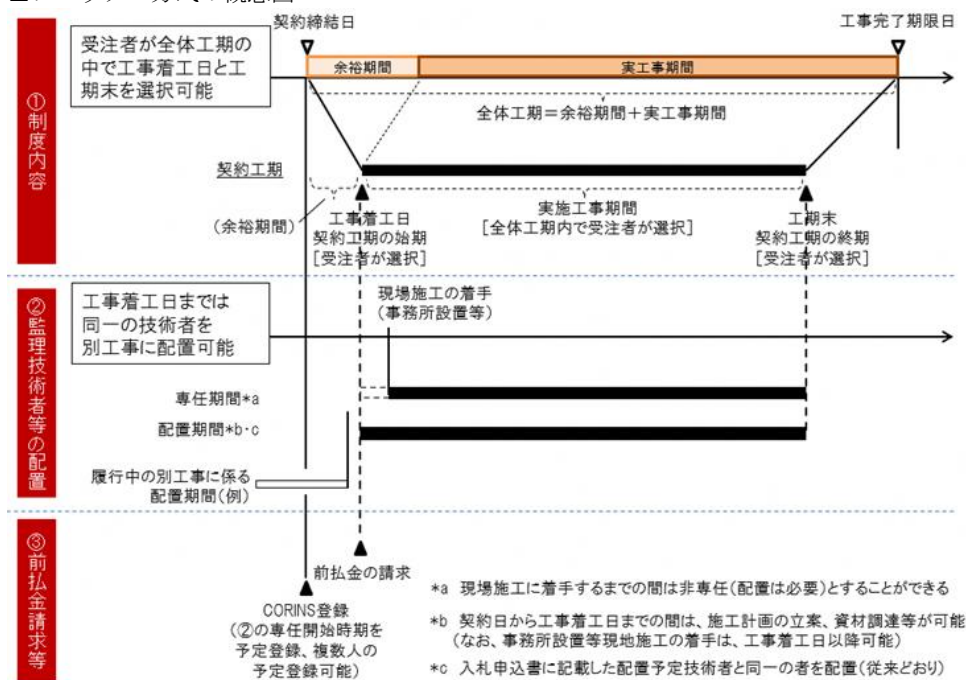 契約締結日
工事完了期限日
①制度内容
受注者が全体工期の
中で工事着工日と工
期末を選択可能
余裕期間
実工事期間
全体工期＝余裕期間＋実工事期間
契約工期
(余裕期間)
工事着工日
契約工期の始期
[受注者が選択]
実施工事期間
[全体工期内で受注者が選択]
工期末
契約工期の終期
[受注者が選択]
②監理技術者等の配置
工事着工日までは
同一の技術者を
別工事に配置可能
現場施工の着手
(事務所設置等)
専任期間*a
配置期間*b・c
履行中の別工事に係る
配置期間(例)
③前払金請求等
前払金の請求
CORINS登録
(②の専任開始時期を
予定登録、複数人の
予定登録可能)
*a 現場施工に着手するまでの間は非専任(配置は必要)とすることができる
*b 契約日から工事着工日までの間は、施工計画の立案、資材調達等が可能
(なお、事務所設置等現地施工の着手は、工事着工日以降可能)
*c 入札申込書に記載した配置予定技術者と同一の者を配置(従来どおり)